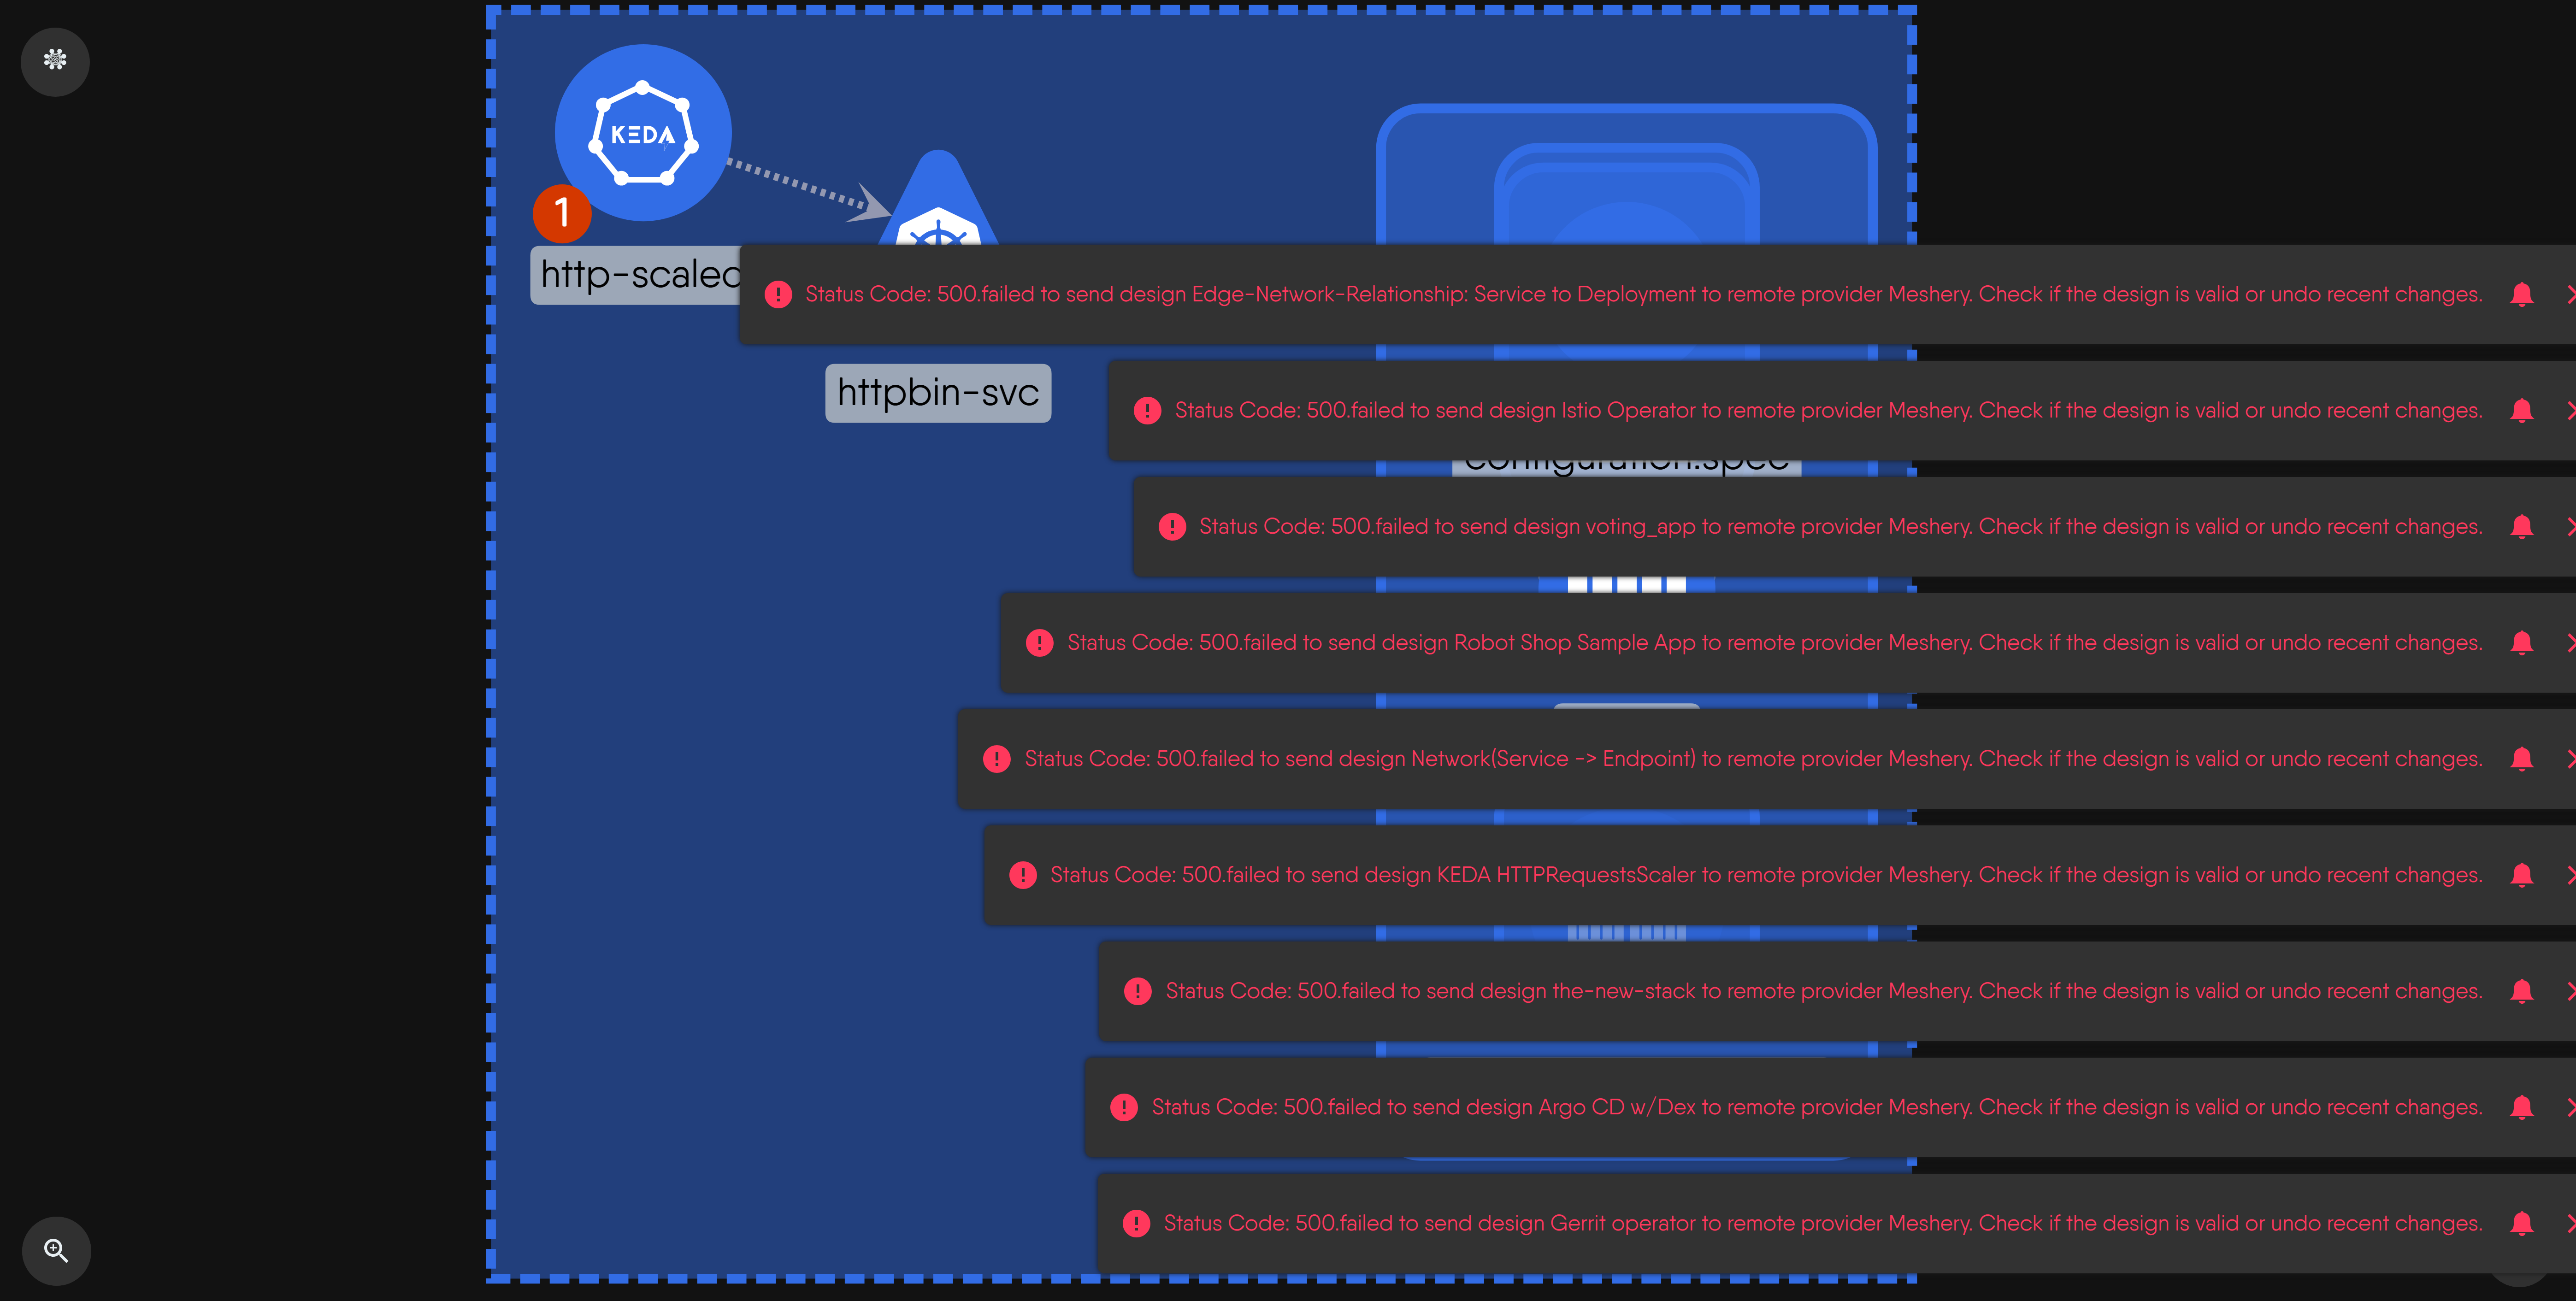 KEDA
1
http-scaled
Status Code: 500.failed to send design Edge-Network-Relationship: Service to Deployment to remote provider Meshery. Check if the design is valid or undo recent changes.
httpbin-svc
Status Code: 500.failed to send design Istio Operator to remote provider Meshery. Check if the design is valid or undo recent changes.
configuration.spec
Status Code: 500.failed to send design voting_app to remote provider Meshery. Check if the design is valid or undo recent changes.
Status Code: 500.failed to send design Robot Shop Sample App to remote provider Meshery. Check if the design is valid or undo recent changes.
Status Code: 500.failed to send design Network(Service -> Endpoint) to remote provider Meshery. Check if the design is valid or undo recent changes.
Status Code: 500.failed to send design KEDA HTTPRequestsScaler to remote provider Meshery. Check if the design is valid or undo recent changes.
Status Code: 500.failed to send design the-new-stack to remote provider Meshery. Check if the design is valid or undo recent changes.
Status Code: 500.failed to send design Argo CD w/Dex to remote provider Meshery. Check if the design is valid or undo recent changes.
Status Code: 500.failed to send design Gerrit operator to remote provider Meshery. Check if the design is valid or undo recent changes.